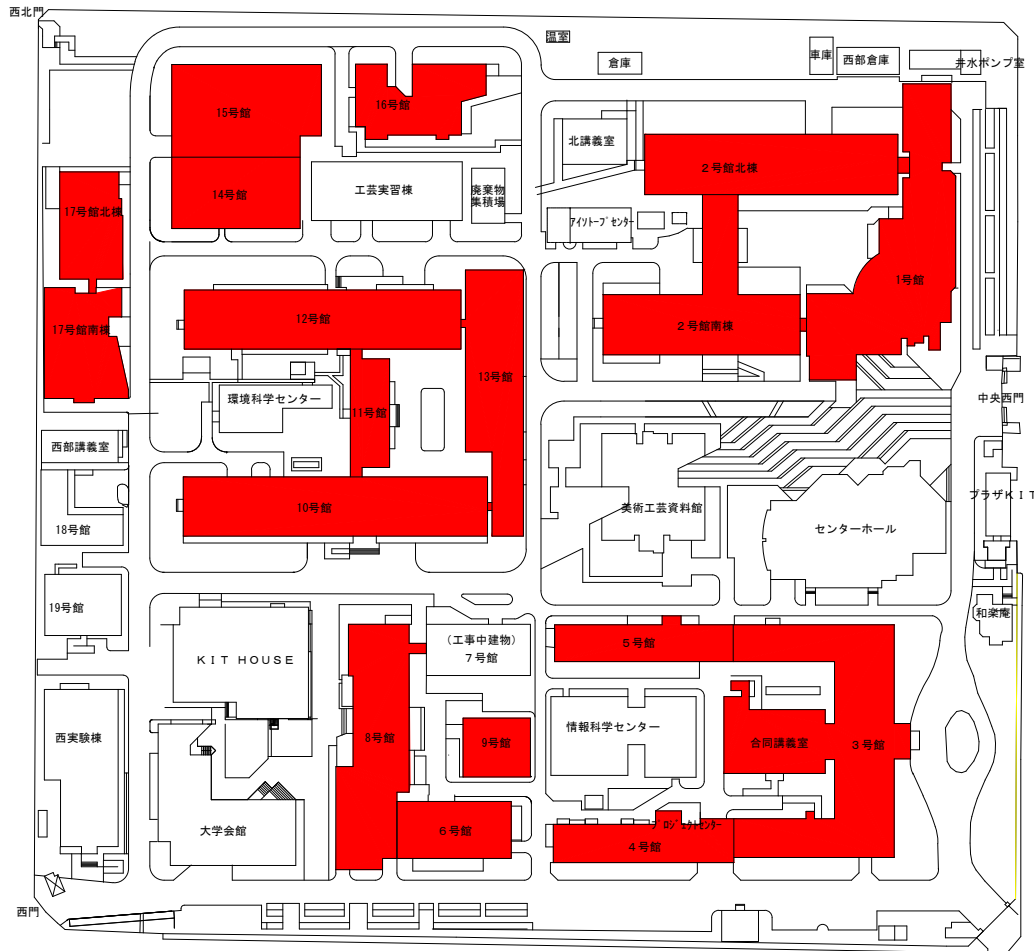 西北門
温室
倉庫
車庫
西部倉庫
井水ポンプ室
15号館
16号館
北講義室
２号館北棟
14号館
工芸実習棟
廃棄物
集積場
17号館北棟
アイソトープセンター
1号館
12号館
２号館南棟
17号館南棟
13号館
環境科学センター
11号館
中央西門
西部講義室
10号館
美術工芸資料館
プラザＫＩＴ
18号館
センターホール
19号館
和楽庵
（工事中建物）
７号館
５号館
ＫＩＴ ＨＯＵＳＥ
西実験棟
8号館
9号館
情報科学センター
合同講義室
３号館
大学会館
６号館
プロジェクトセンター
４号館
西門